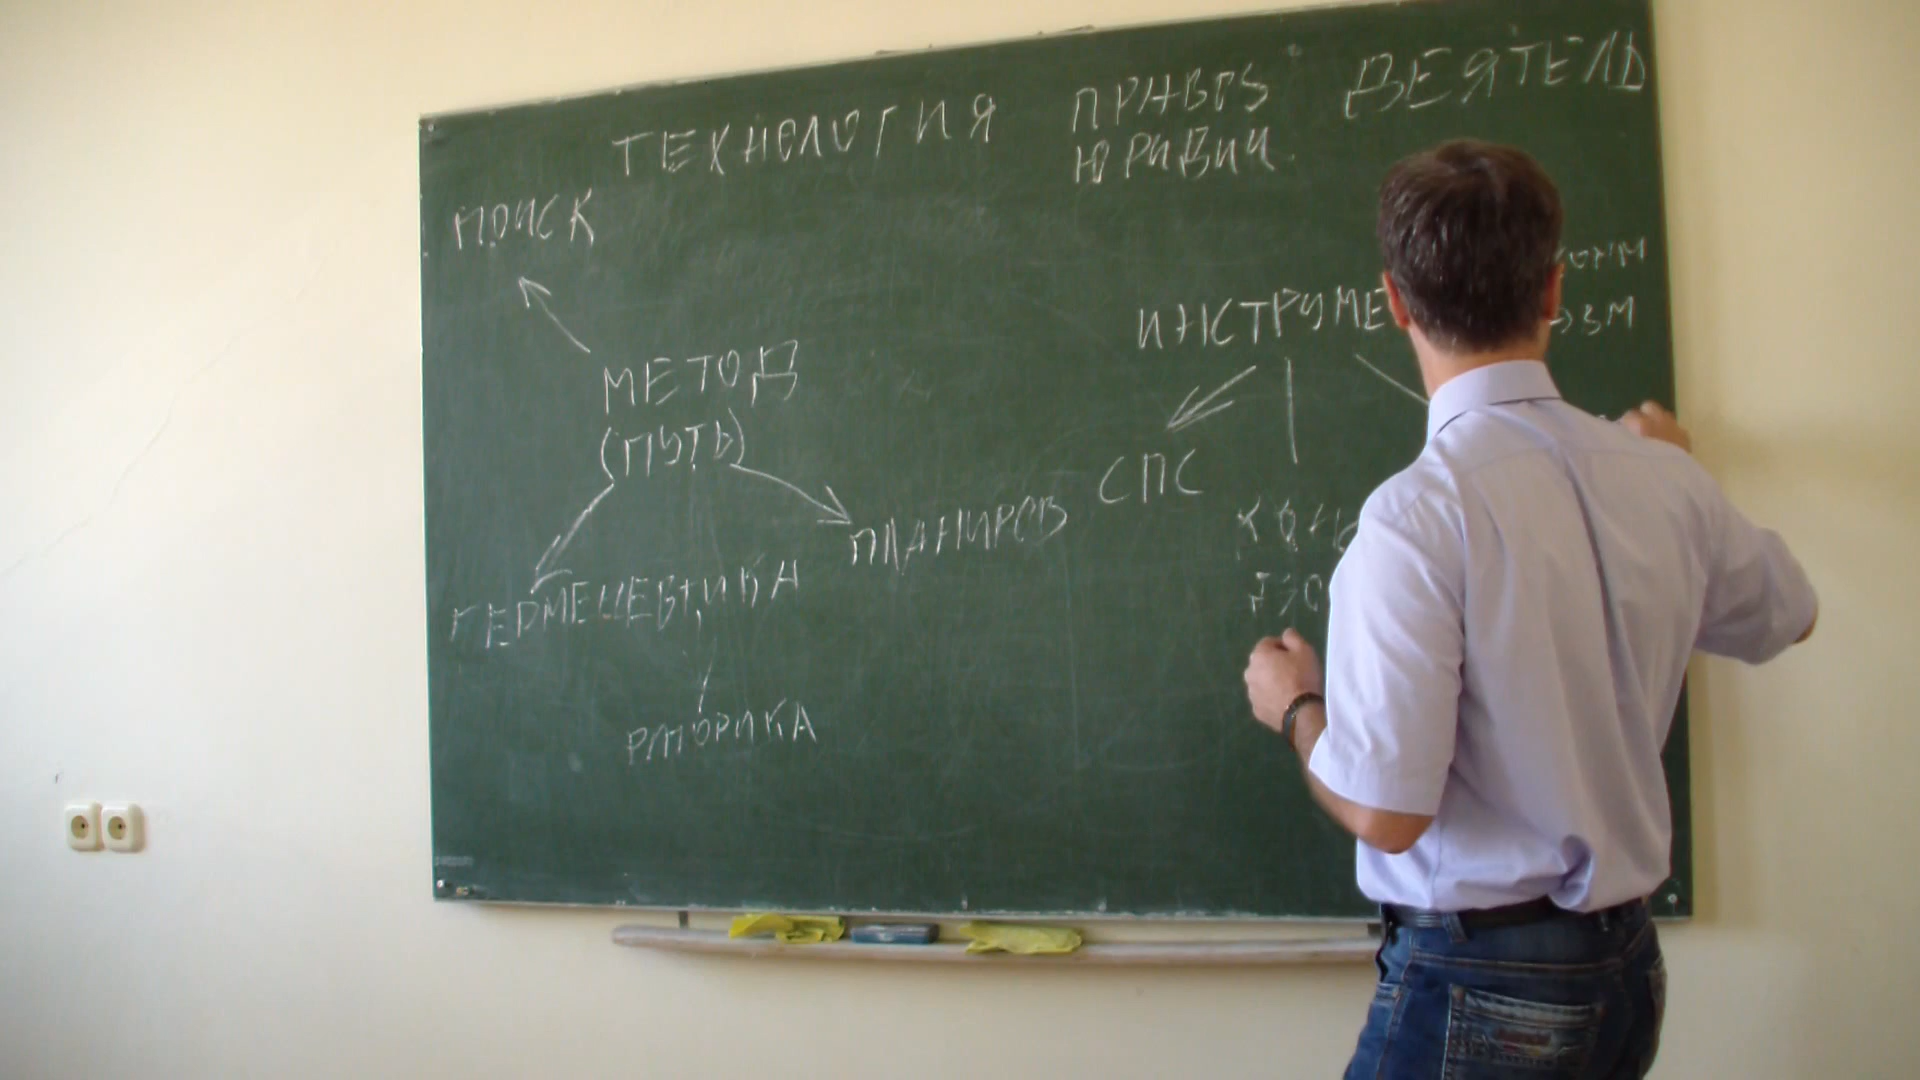 ТЕХНОЛОГИЯ ПРАВОВ ДЕЯТЕЛЬ
ЮРИДИЧ.
ПОИСК
ИНСТРУМЕ
МЕТОД
(ПУТЬ)
СПС
ПЛАНИРОВ
ГЕРМЕНЕВТИКА
РИТОРИКА